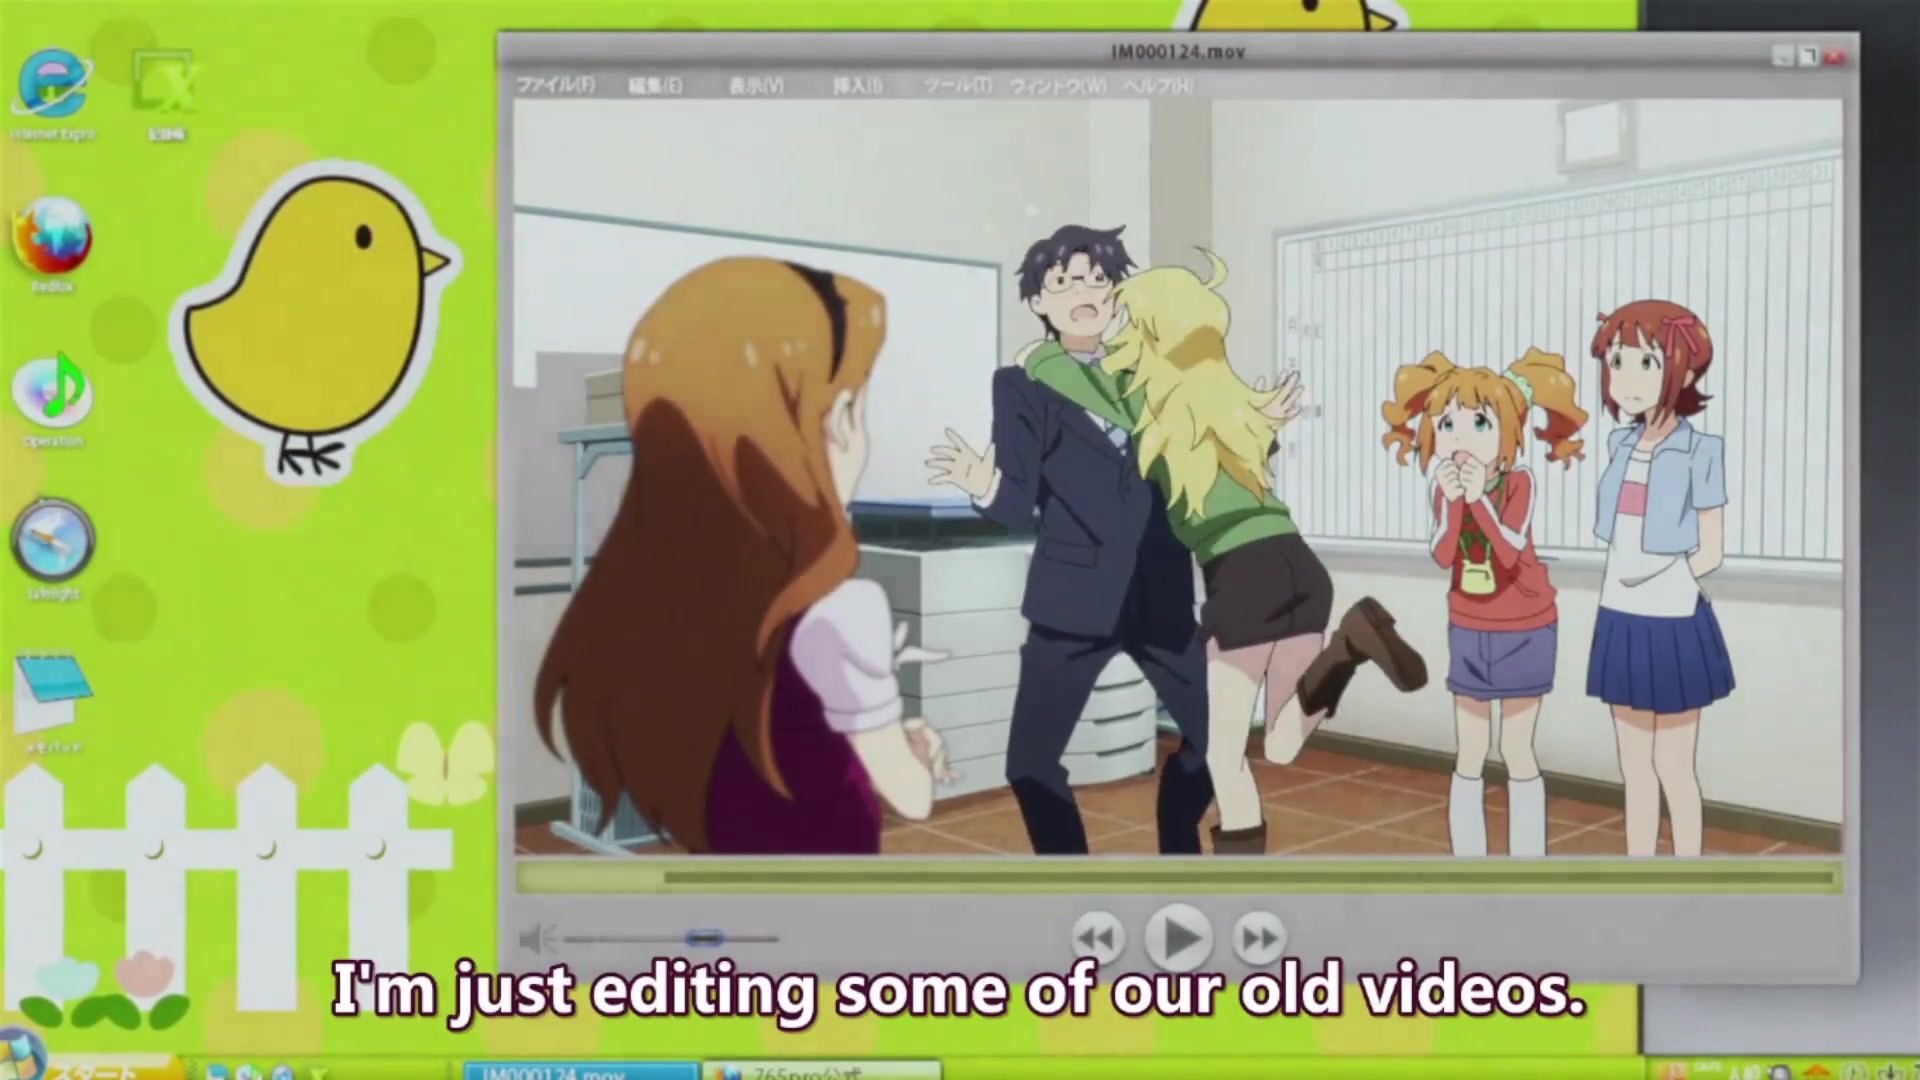 IM000124.mov
ファイル(F) 編集(E) 表示(V) 挿入(I) ツール(T) ウィンドウ(W) ヘルプ(H)
Internet Expro
Redfox
Operation
Safelight
メモパッド
I'm just editing some of our old videos.
スタート
IM000124.mov
765pro公式